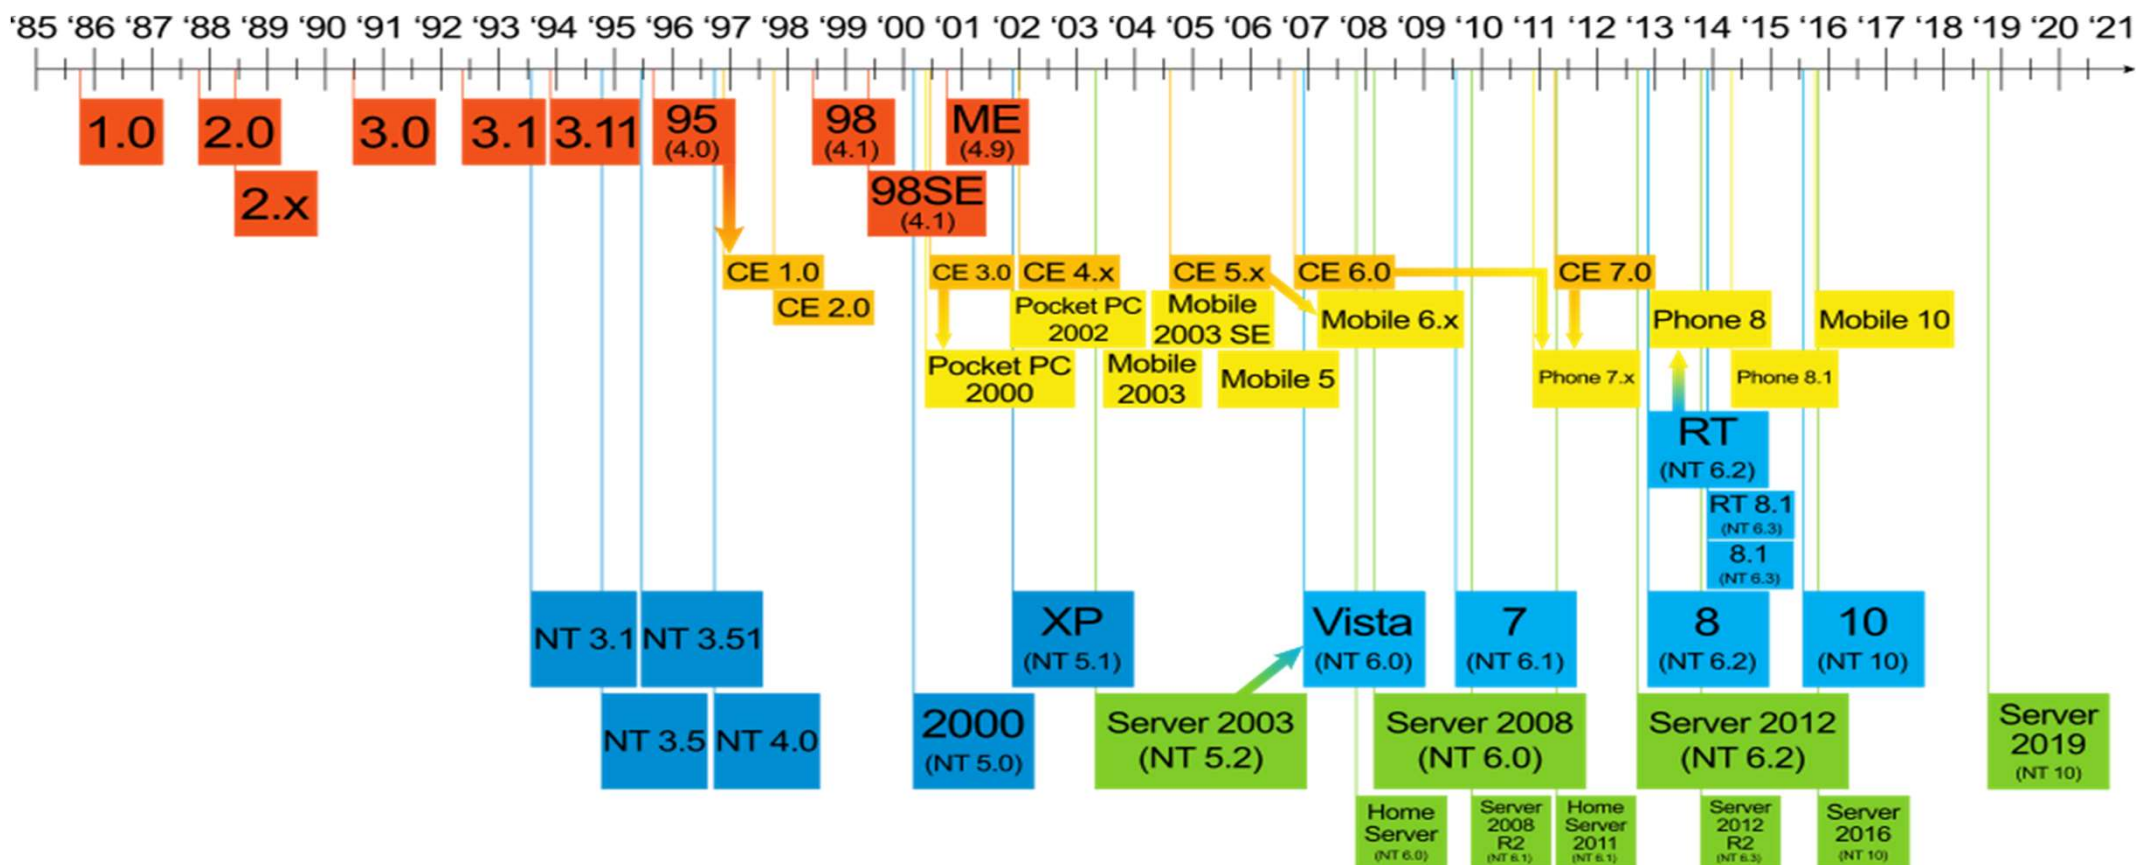 ‘85 ‘86 ‘87 ‘88 ‘89 ‘90 ‘91 ‘92 ‘93 ‘94 ‘95 ‘96 ‘97 ‘98 ‘99 ‘00 ‘01 ‘02 ‘03 ‘04 ‘05 ‘06 ‘07 ‘08 ‘09 ‘10 ‘11 ‘12 ‘13 ‘14 ‘15 ‘16 ‘17 ‘18 ‘19 ‘20 ‘21
1.0
2.0
3.0
3.1
3.11
95
(4.0)
98
(4.1)
ME
(4.9)
2.x
98SE
(4.1)
CE 1.0
CE 3.0
CE 4.x
CE 5.x
CE 6.0
CE 7.0
CE 2.0
Pocket PC
2002
Mobile
2003 SE
Mobile 6.x
Phone 8
Mobile 10
Pocket PC
2000
Mobile
2003
Mobile 5
Phone 7.x
Phone 8.1
RT
(NT 6.2)
RT 8.1
(NT 6.3)
8.1
(NT 6.3)
NT 3.1
NT 3.51
XP
(NT 5.1)
Vista
(NT 6.0)
7
(NT 6.1)
8
(NT 6.2)
10
(NT 10)
NT 3.5
NT 4.0
2000
(NT 5.0)
Server 2003
(NT 5.2)
Server 2008
(NT 6.0)
Server 2012
(NT 6.2)
Server
2019
(NT 10)
Home
Server
(NT 6.0)
Server
2008
R2
(NT 6.1)
Home
Server
2011
(NT 6.1)
Server
2012
R2
(NT 6.3)
Server
2016
(NT 10)